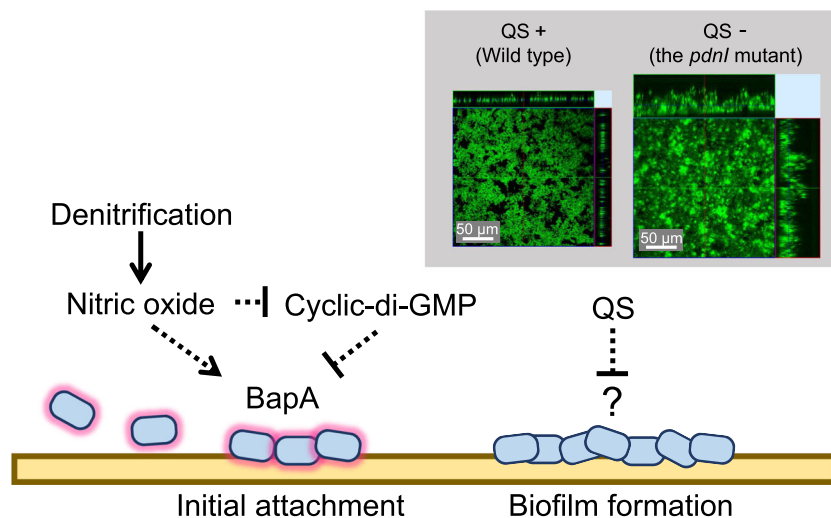 QS +
(Wild type)
QS -
(the pdnI mutant)
50 µm
50 µm
Denitrification
Nitric oxide
Cyclic-di-GMP
QS
BapA
?
Initial attachment
Biofilm formation